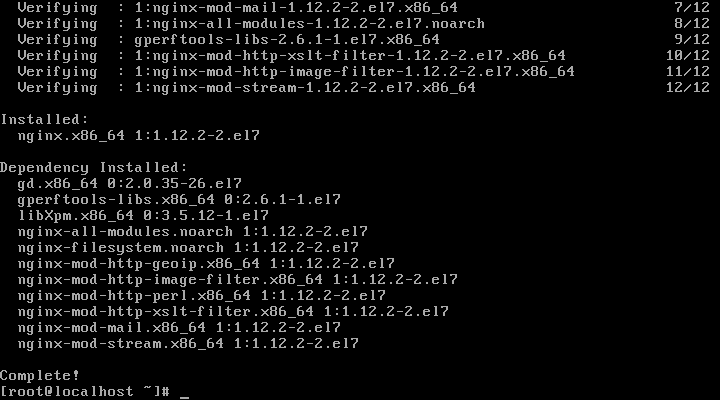 Verifying  : 1:nginx-mod-mail-1.12.2-2.el7.x86_64 7/12
Verifying  : 1:nginx-all-modules-1.12.2-2.el7.noarch 8/12
Verifying  : gperftools-libs-2.6.1-1.el7.x86_64 9/12
Verifying  : 1:nginx-mod-http-xslt-filter-1.12.2-2.el7.x86_64 10/12
Verifying  : 1:nginx-mod-http-image-filter-1.12.2-2.el7.x86_64 11/12
Verifying  : 1:nginx-mod-stream-1.12.2-2.el7.x86_64 12/12
Installed:
nginx.x86_64 1:1.12.2-2.el7
Dependency Installed:
gd.x86_64 0:2.0.35-26.el7
gperftools-libs.x86_64 0:2.6.1-1.el7
libXpm.x86_64 0:3.5.12-1.el7
nginx-all-modules.noarch 1:1.12.2-2.el7
nginx-filesystem.noarch 1:1.12.2-2.el7
nginx-mod-http-geoip.x86_64 1:1.12.2-2.el7
nginx-mod-http-image-filter.x86_64 1:1.12.2-2.el7
nginx-mod-http-perl.x86_64 1:1.12.2-2.el7
nginx-mod-http-xslt-filter.x86_64 1:1.12.2-2.el7
nginx-mod-mail.x86_64 1:1.12.2-2.el7
nginx-mod-stream.x86_64 1:1.12.2-2.el7
Complete!
[root@localhost ~]# _